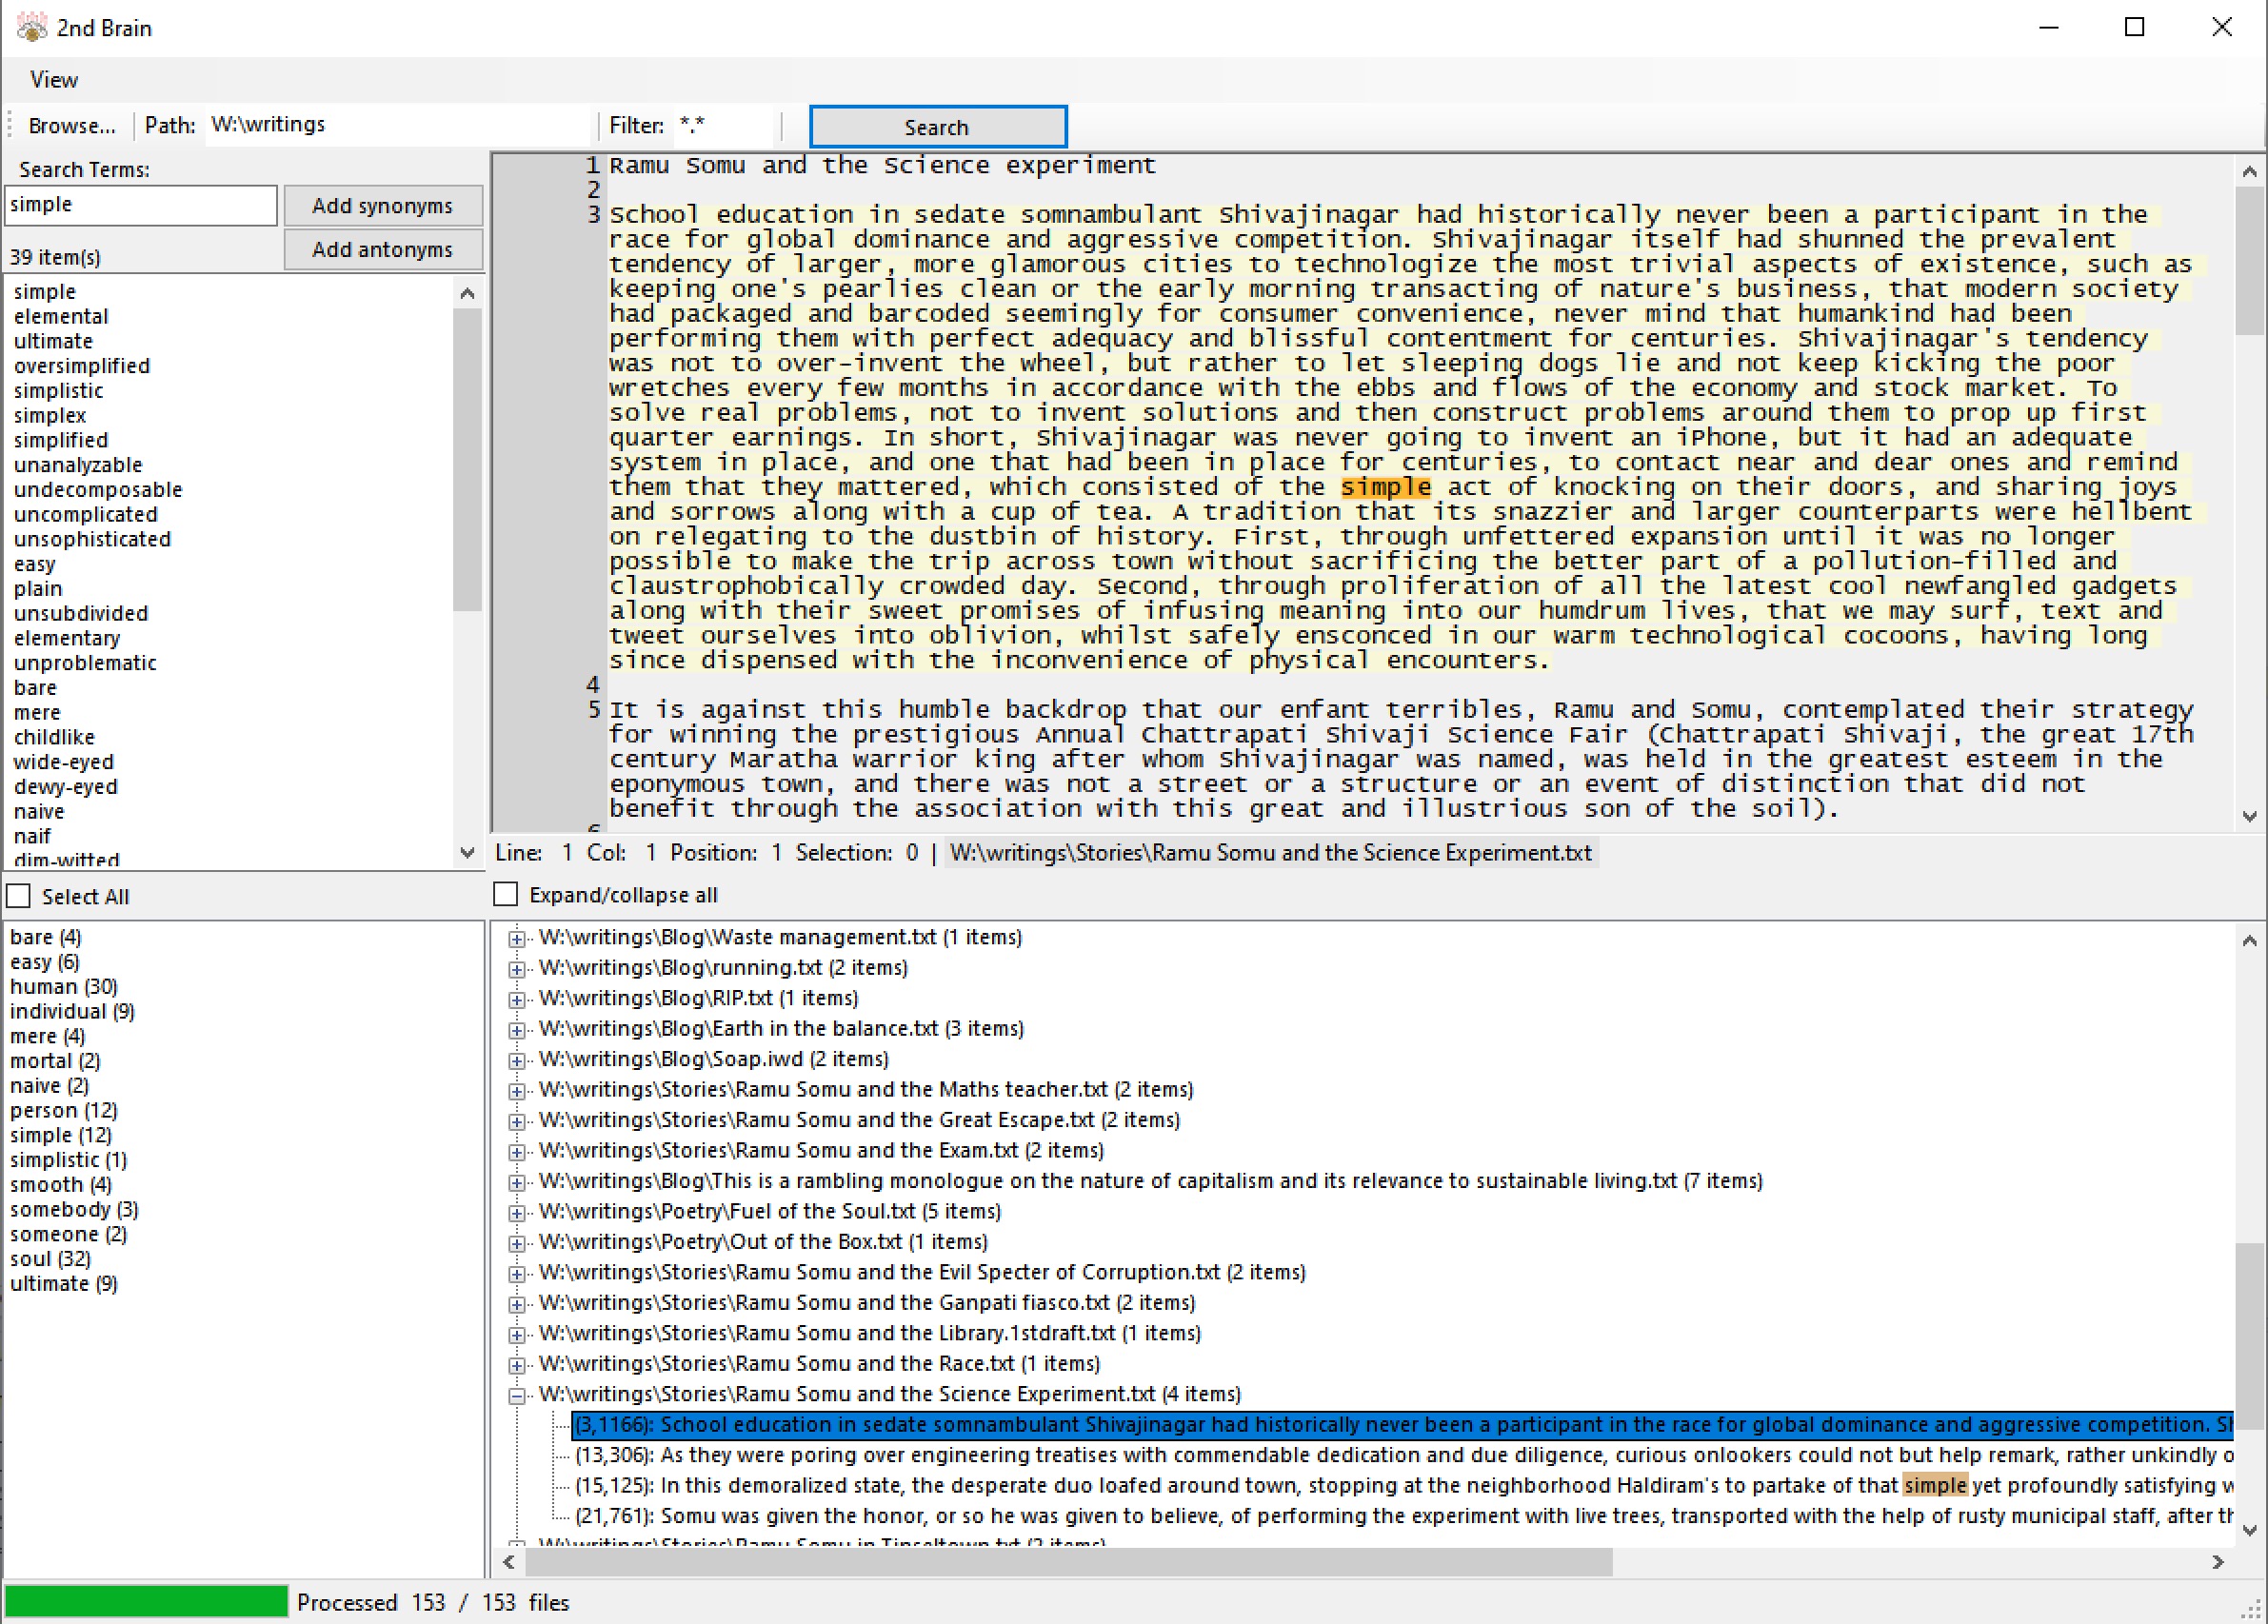 2nd Brain
View
Browse... Path: W:\writings Filter: *.* Search
Search Terms:
simple Add synonyms
39 item(s) Add antonyms
simple
elemental
ultimate
oversimplified
simplistic
simplex
simplified
unanalyzable
undecomposable
uncomplicated
unsophisticated
easy
plain
unsubdivided
elementary
unproblematic
bare
mere
childlike
wide-eyed
dewy-eyed
naive
naif
dim-witted
1 Ramu Somu and the Science experiment
2
3 School education in sedate somnambulant Shivajinagar had historically never been a participant in the
race for global dominance and aggressive competition. Shivajinagar itself had shunned the prevalent
tendency of larger, more glamorous cities to technologize the most trivial aspects of existence, such as
keeping one's pearlies clean or the early morning transacting of nature's business, that modern society
had packaged and barcoded seemingly for consumer convenience, never mind that humankind had been
performing them with perfect adequacy and blissful contentment for centuries. Shivajinagar's tendency
was not to over-invent the wheel, but rather to let sleeping dogs lie and not keep kicking the poor
wretches every few months in accordance with the ebbs and flows of the economy and stock market. To
solve real problems, not to invent solutions and then construct problems around them to prop up first
quarter earnings. In short, Shivajinagar was never going to invent an iPhone, but it had an adequate
system in place, and one that had been in place for centuries, to contact near and dear ones and remind
them that they mattered, which consisted of the simple act of knocking on their doors, and sharing joys
and sorrows along with a cup of tea. A tradition that its snazzier and larger counterparts were hellbent
on relegating to the dustbin of history. First, through unfettered expansion until it was no longer
possible to make the trip across town without sacrificing the better part of a pollution-filled and
claustrophobically crowded day. Second, through proliferation of all the latest cool newfangled gadgets
along with their sweet promises of infusing meaning into our humdrum lives, that we may surf, text and
tweet ourselves into oblivion, whilst safely ensconced in our warm technological cocoons, having long
since dispensed with the inconvenience of physical encounters.
4
5 It is against this humble backdrop that our enfant terribles, Ramu and Somu, contemplated their strategy
for winning the prestigious Annual Chattrapati Shivaji Science Fair (Chattrapati Shivaji, the great 17th
century Maratha warrior king after whom Shivajinagar was named, was held in the greatest esteem in the
eponymous town, and there was not a street or a structure or an event of distinction that did not
benefit through the association with this great and illustrious son of the soil).
6
Line: 1 Col: 1 Position: 1 Selection: 0 | W:\writings\Stories\Ramu Somu and the Science Experiment.txt
Select All
Expand/collapse all
bare (4)
easy (6)
human (30)
individual (9)
mere (4)
mortal (2)
naive (2)
person (12)
simple (12)
simplistic (1)
smooth (4)
somebody (3)
someone (2)
soul (32)
ultimate (9)
W:\writings\Blog\Waste management.txt (1 items)
W:\writings\Blog\running.txt (2 items)
W:\writings\Blog\RIP.txt (1 items)
W:\writings\Blog\Earth in the balance.txt (3 items)
W:\writings\Blog\Soap.iwd (2 items)
W:\writings\Stories\Ramu Somu and the Maths teacher.txt (2 items)
W:\writings\Stories\Ramu Somu and the Great Escape.txt (2 items)
W:\writings\Stories\Ramu Somu and the Exam.txt (2 items)
W:\writings\Blog\This is a rambling monologue on the nature of capitalism and its relevance to sustainable living.txt (7 items)
W:\writings\Poetry\Fuel of the Soul.txt (5 items)
W:\writings\Poetry\Out of the Box.txt (1 items)
W:\writings\Stories\Ramu Somu and the Evil Specter of Corruption.txt (2 items)
W:\writings\Stories\Ramu Somu and the Ganpati fiasco.txt (2 items)
W:\writings\Stories\Ramu Somu and the Library.1stdraft.txt (1 items)
W:\writings\Stories\Ramu Somu and the Race.txt (1 items)
W:\writings\Stories\Ramu Somu and the Science Experiment.txt (4 items)
(3,1166): School education in sedate somnambulant Shivajinagar had historically never been a participant in the race for global dominance and aggressive competition. Sh
(13,306): As they were poring over engineering treatises with commendable dedication and due diligence, curious onlookers could not but help remark, rather unkindly o
(15,125): In this demoralized state, the desperate duo loafed around town, stopping at the neighborhood Haldiram's to partake of that simple yet profoundly satisfying w
(21,761): Somu was given the honor, or so he was given to believe, of performing the experiment with live trees, transported with the help of rusty municipal staff, after th
W:\writings\Stories\Ramu Somu in Tinseltown.txt (2 items)
Processed 153 / 153 files